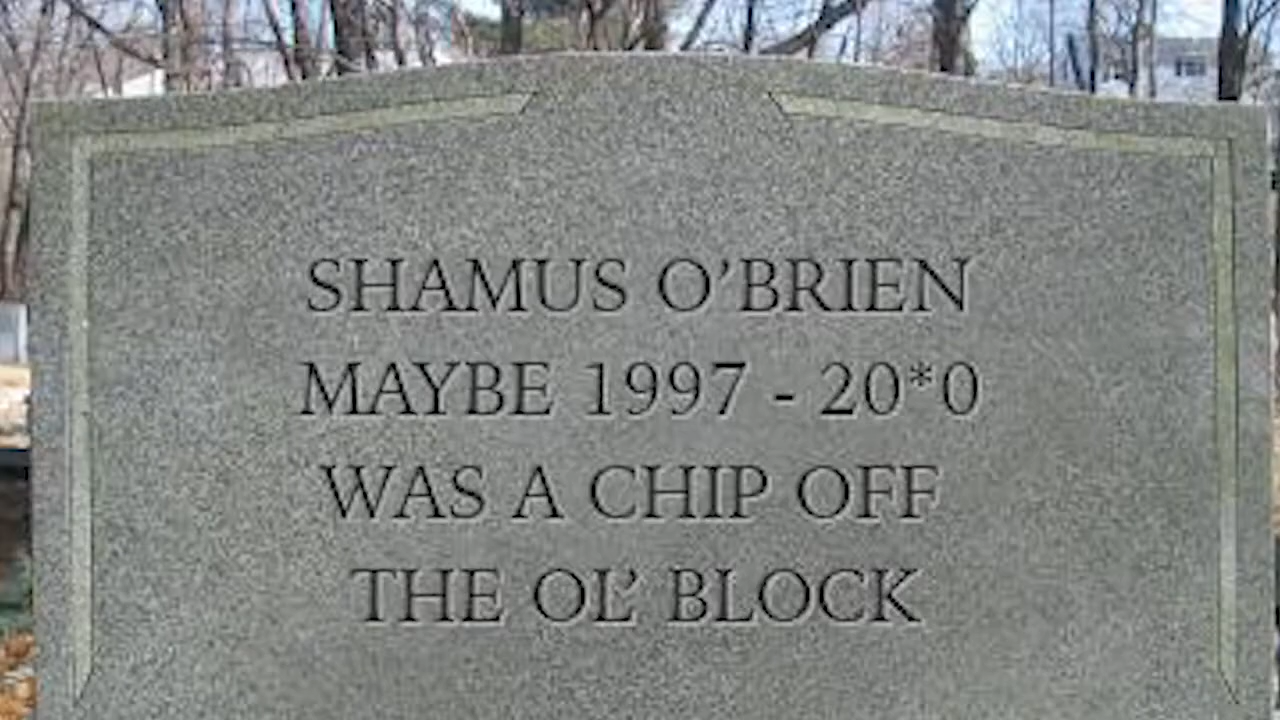 SHAMUS O’BRIEN
MAYBE 1997 - 20*0
WAS A CHIP OFF
THE OL’ BLOCK